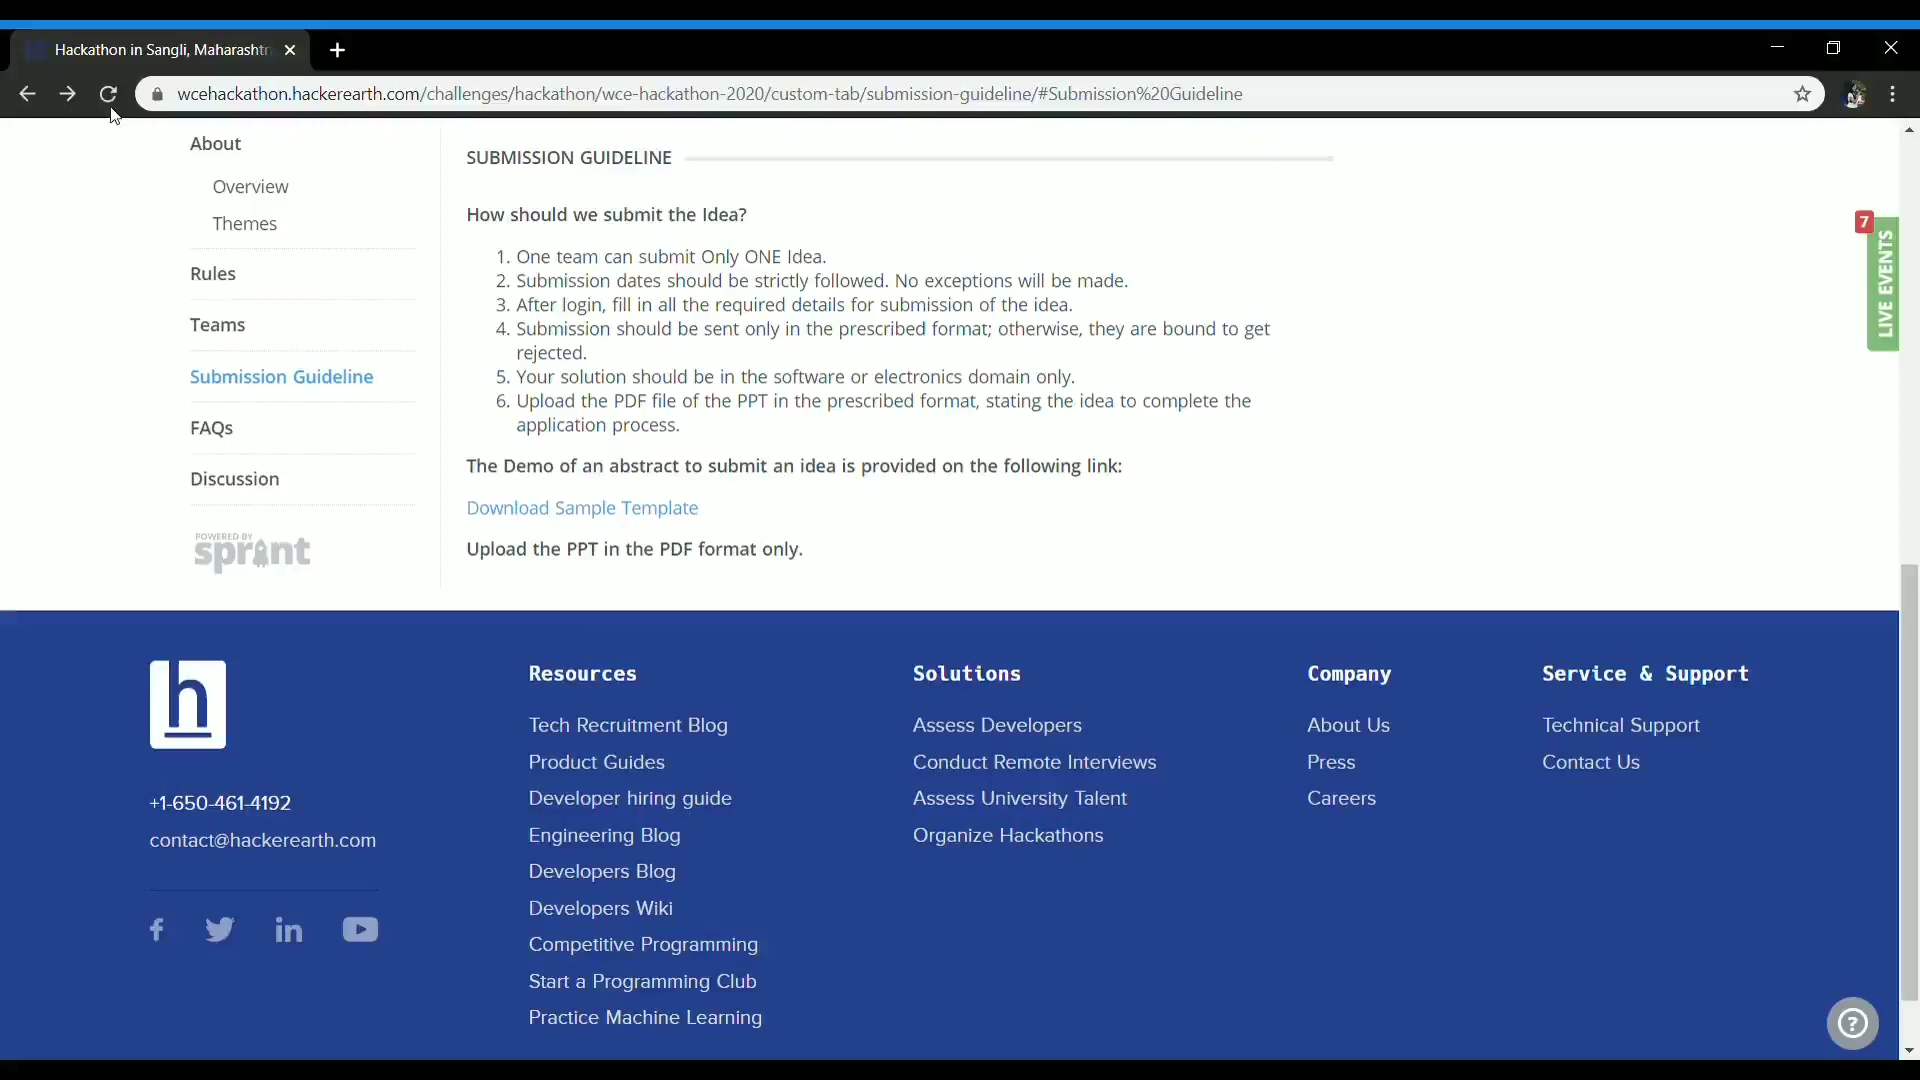 Hackathon in Sangli, Maharashtr
wcehackathon.hackerearth.com/challenges/hackathon/wce-hackathon-2020/custom-tab/submission-guideline/#Submission%20Guideline
About
Overview
Themes
Rules
Teams
Submission Guideline
FAQs
Discussion
POWERED BY
sprint
SUBMISSION GUIDELINE
How should we submit the Idea?
1. One team can submit Only ONE Idea.
2. Submission dates should be strictly followed. No exceptions will be made.
3. After login, fill in all the required details for submission of the idea.
4. Submission should be sent only in the prescribed format; otherwise, they are bound to get
rejected.
5. Your solution should be in the software or electronics domain only.
6. Upload the PDF file of the PPT in the prescribed format, stating the idea to complete the
application process.
The Demo of an abstract to submit an idea is provided on the following link:
Download Sample Template
Upload the PPT in the PDF format only.
7
LIVE EVENTS
h
+1-650-461-4192
contact@hackerearth.com
f
in
Resources
Tech Recruitment Blog
Product Guides
Developer hiring guide
Engineering Blog
Developers Blog
Developers Wiki
Competitive Programming
Start a Programming Club
Practice Machine Learning
Solutions
Assess Developers
Conduct Remote Interviews
Assess University Talent
Organize Hackathons
Company
About Us
Press
Careers
Service & Support
Technical Support
Contact Us
?